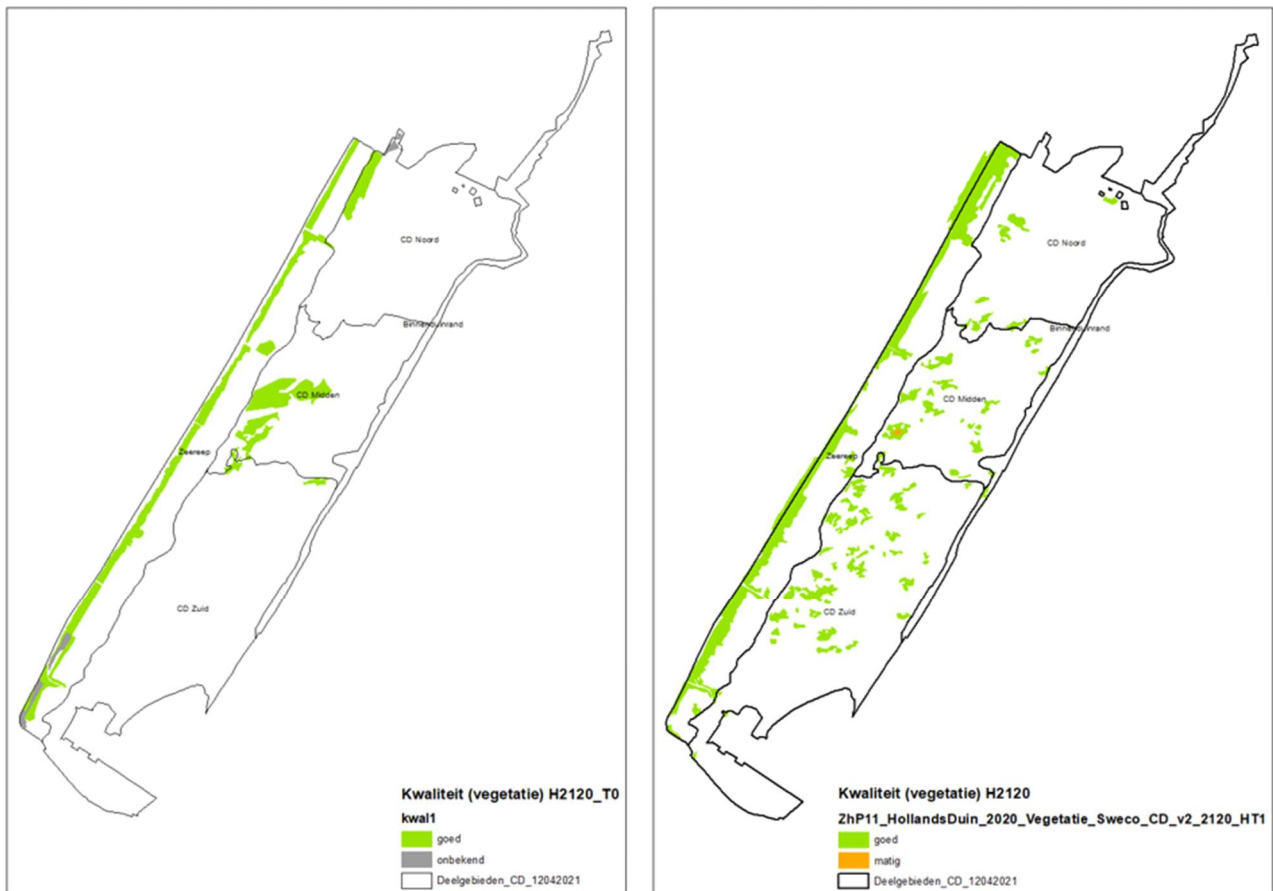 CD Noord
Binnenduinrand
CD Midden
Zeereep
CD Zuid
Kwaliteit (vegetatie) H2120_T0
kwal1
goed
onbekend
Deelgebieden_CD_12042021
CD Noord
Binnenduinrand
CD Midden
Zeereep
CD Zuid
Kwaliteit (vegetatie) H2120
ZhP11_HollandsDuin_2020_Vegetatie_Sweco_CD_v2_2120_HT1
goed
matig
Deelgebieden_CD_12042021